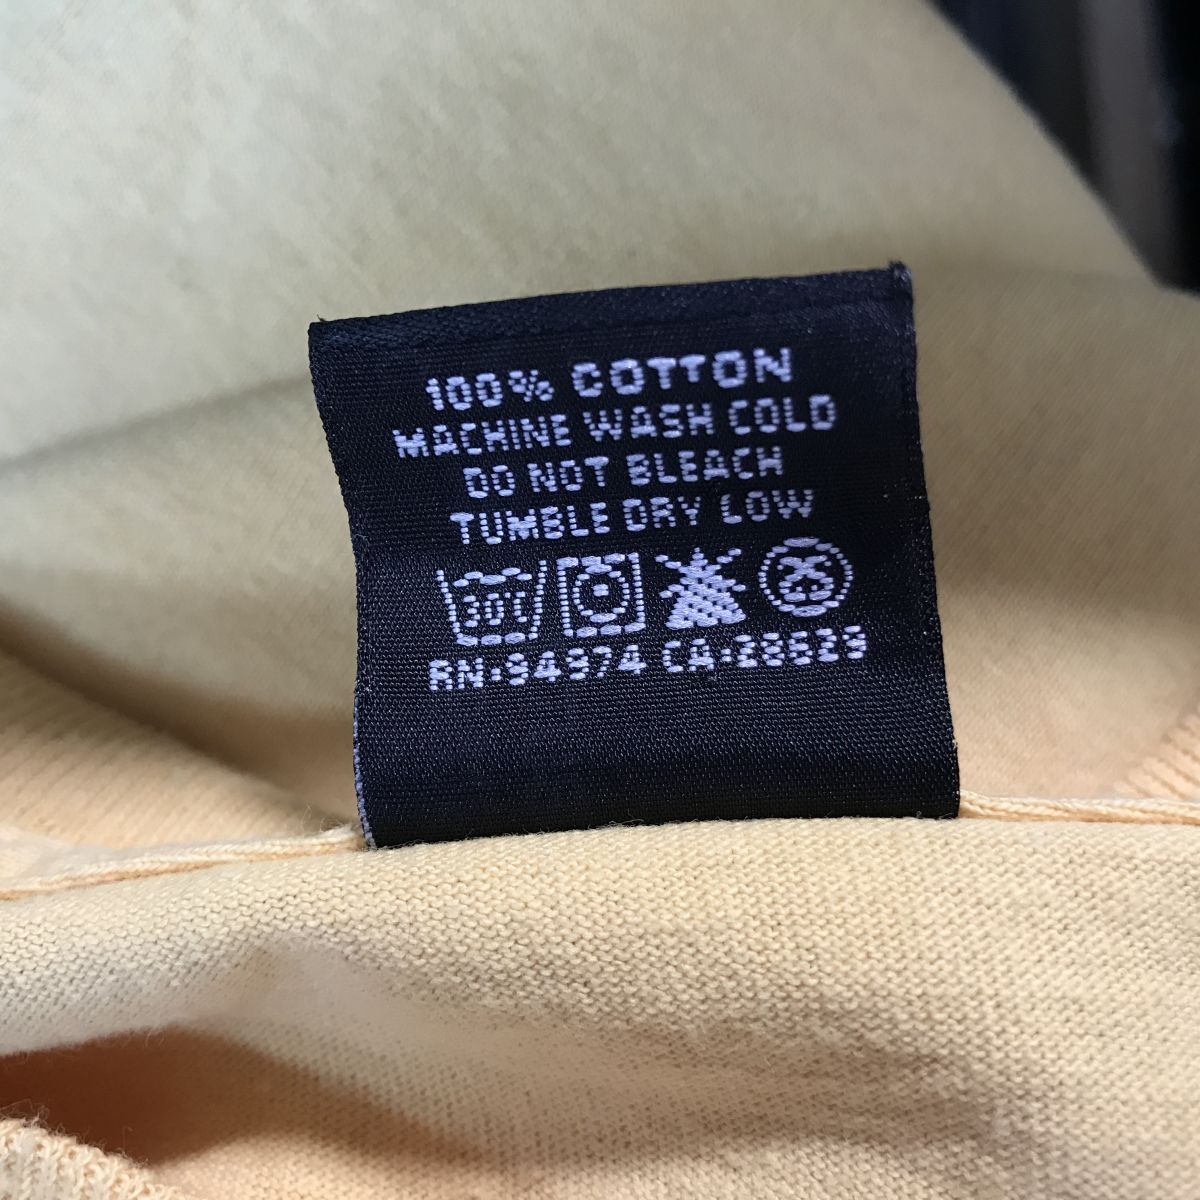 100% COTTON
MACHINE WASH COLD
DO NOT BLEACH
TUMBLE DRY LOW
30℃
RN:94974 CA:28629